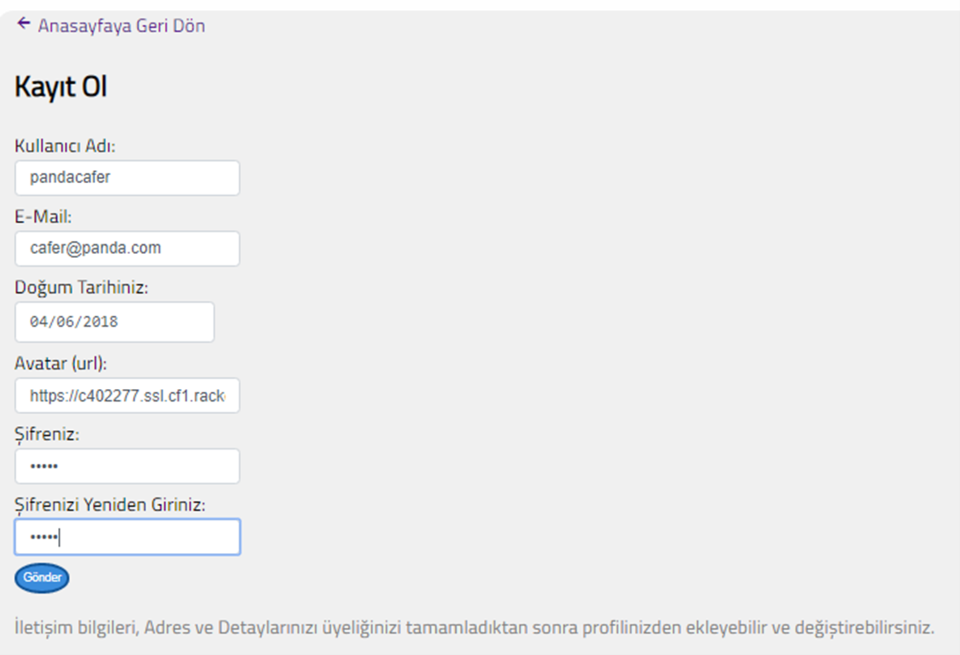 ← Anasayfaya Geri Dön
Kayıt Ol
Kullanıcı Adı:
pandacafer
E-Mail:
cafer@panda.com
Doğum Tarihiniz:
04/06/2018
Avatar (url):
https://c402277.ssl.cf1.rack
Şifreniz:
•••••
Şifrenizi Yeniden Giriniz:
•••••
Gönder
İletişim bilgileri, Adres ve Detaylarınızı üyeliğinizi tamamladıktan sonra profilinizden ekleyebilir ve değiştirebilirsiniz.